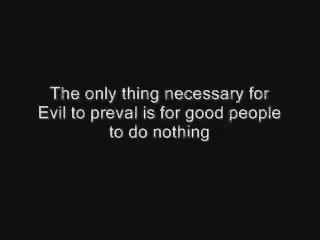 The only thing necessary for
Evil to preval is for good people
to do nothing